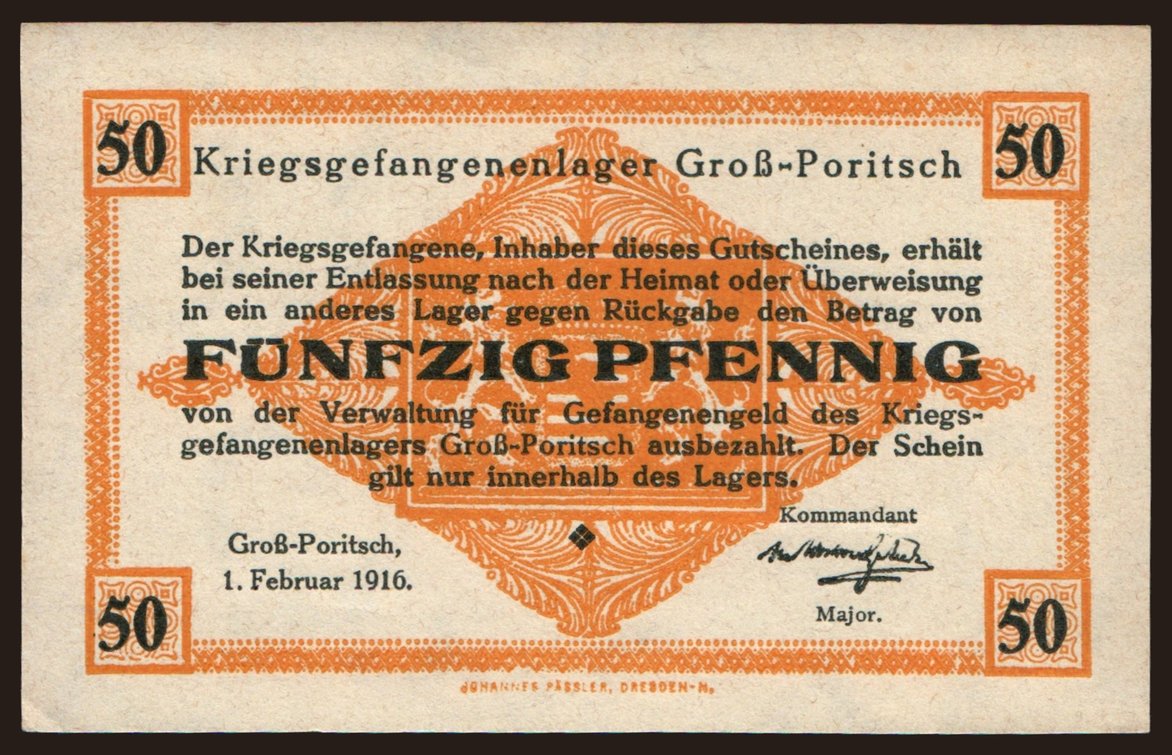 50 Kriegsgefangenenlager Groß-Poritsch 50
Der Kriegsgefangene, Inhaber dieses Gutscheines, erhält
bei seiner Entlassung nach der Heimat oder Überweisung
in ein anderes Lager gegen Rückgabe den Betrag von
FÜNFZIG PFENNIG
von der Verwaltung für Gefangenengeld des Kriegs-
gefangenenlagers Groß-Poritsch ausbezahlt. Der Schein
gilt nur innerhalb des Lagers.
Kommandant
Groß-Poritsch,
1. Februar 1916.
Major.
50 50
JOHANNES PÄSSLER, DRESDEN-N.